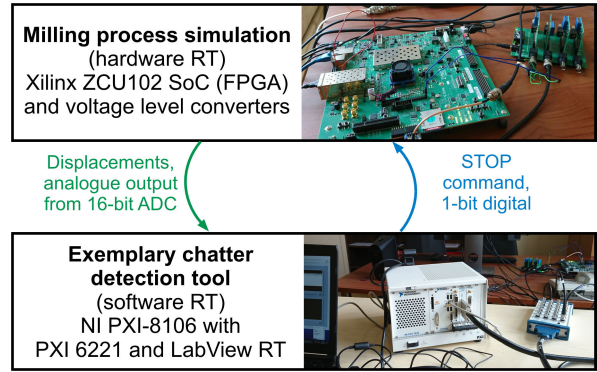 Milling process simulation
(hardware RT)
Xilinx ZCU102 SoC (FPGA)
and voltage level converters
Displacements,
analogue output
from 16-bit ADC
STOP
command,
1-bit digital
Exemplary chatter
detection tool
(software RT)
NI PXI-8106 with
PXI 6221 and LabView RT